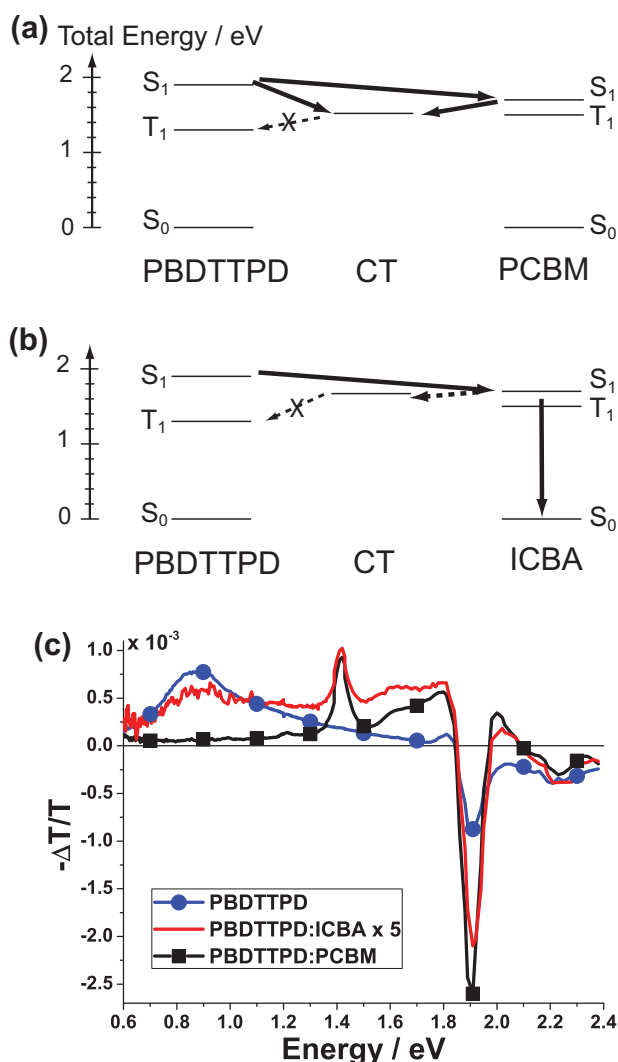 (a) Total Energy / eV
2
1
0
S₁
T₁
S₀
X
S₁
T₁
S₀
PBDTTPD CT PCBM
(b)
2
1
0
S₁
T₁
S₀
X
S₁
T₁
S₀
PBDTTPD CT ICBA
(c)
x 10⁻³
1.0
0.5
0.0
-0.5
-1.0
-1.5
-2.0
-2.5
-ΔT/T
PBDTTPD
PBDTTPD:ICBA x 5
PBDTTPD:PCBM
0.6 0.8 1.0 1.2 1.4 1.6 1.8 2.0 2.2 2.4
Energy / eV